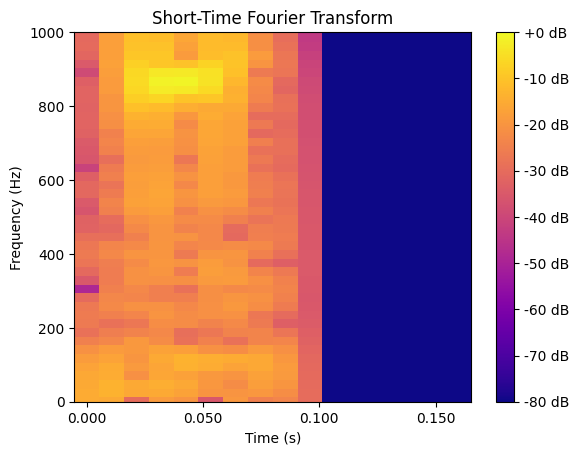 Short-Time Fourier Transform
1000
800
600
400
200
0
Frequency (Hz)
0.000
0.050
0.100
0.150
Time (s)
+0 dB
-10 dB
-20 dB
-30 dB
-40 dB
-50 dB
-60 dB
-70 dB
-80 dB